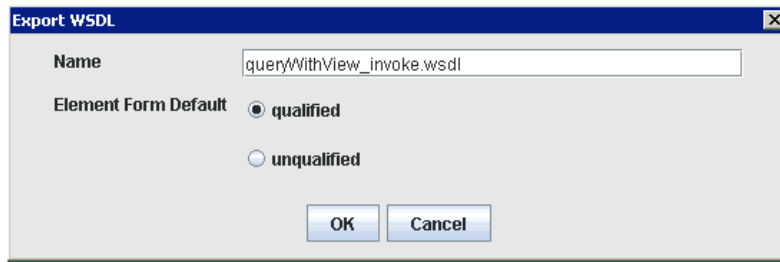 Export WSDL
Name queryWithView_invoke.wsdl
Element Form Default qualified
unqualified
OK Cancel